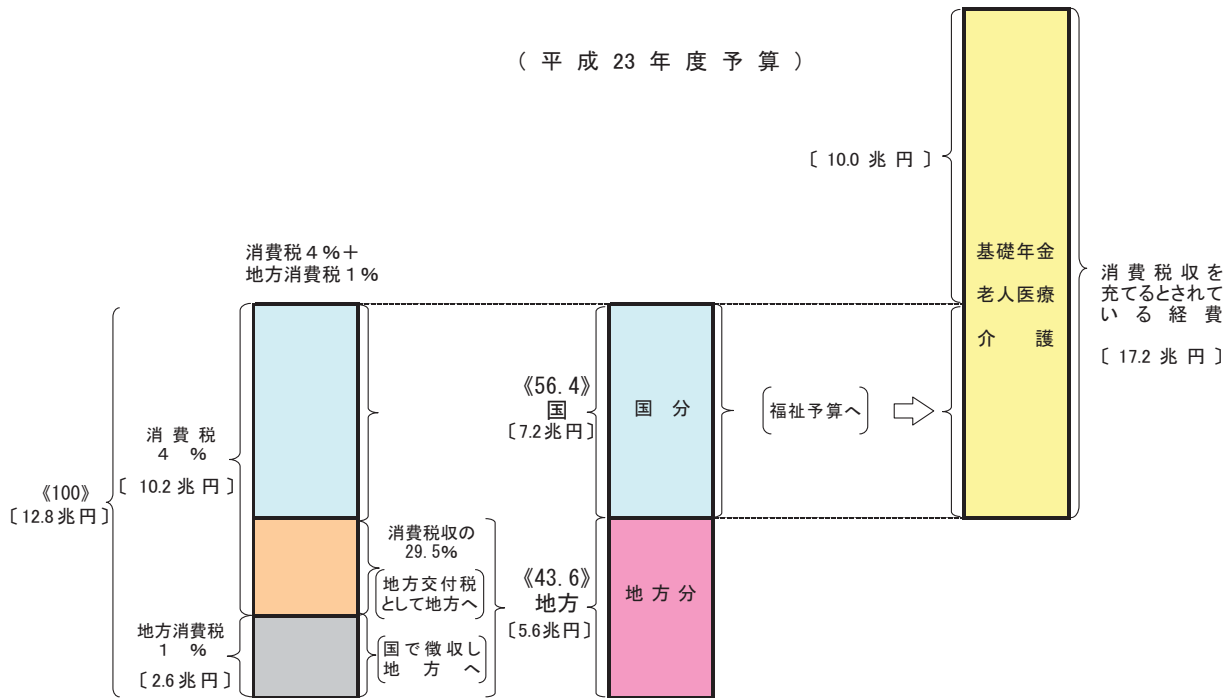 ( 平 成 23 年 度 予 算 )
〔 10.0 兆 円 〕
消費税4%+
地方消費税1%
基礎年金
老人医療
介　護
消費税収を
充てるとされて
いる経費
〔 17.2 兆 円 〕
《100》
〔12.8兆円〕
消 費 税
4 %
〔 10.2 兆円〕
地方消費税
1 %
〔 2.6 兆円〕
消費税収の
29.5%
地方交付税
として地方へ
国で徴収し
地 方 へ
《56.4》
国
〔7.2兆円〕
《43.6》
地方
〔5.6兆円〕
国 分
地 方 分
福祉予算へ